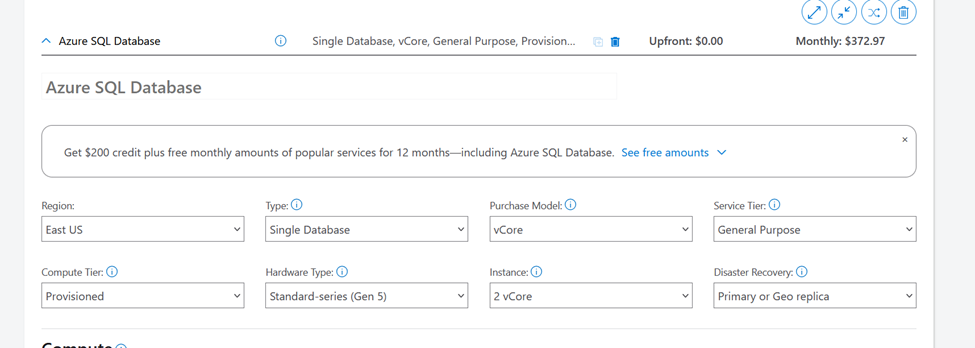 Azure SQL Database Single Database, vCore, General Purpose, Provision... Upfront: $0.00 Monthly: $372.97
Azure SQL Database
Get $200 credit plus free monthly amounts of popular services for 12 months—including Azure SQL Database. See free amounts
Region: Type: Purchase Model: Service Tier:
East US Single Database vCore General Purpose
Compute Tier: Hardware Type: Instance: Disaster Recovery:
Provisioned Standard-series (Gen 5) 2 vCore Primary or Geo replica
Compute